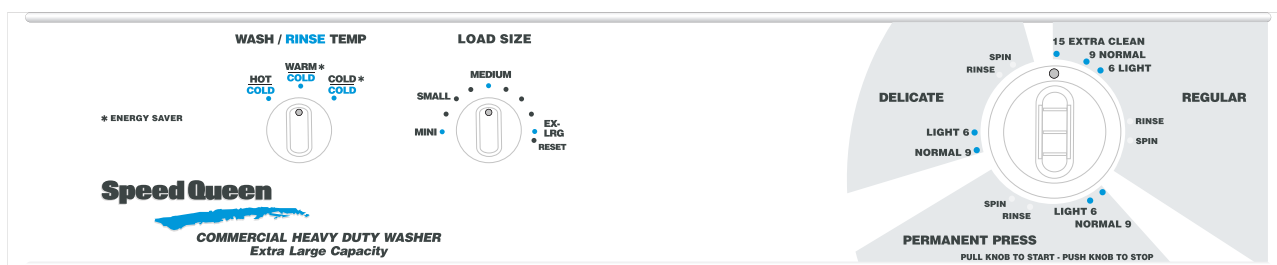 WASH / RINSE TEMP
HOT
COLD
WARM *
COLD
COLD *
COLD
* ENERGY SAVER
LOAD SIZE
MINI
SMALL
MEDIUM
EX-
LRG
RESET
Speed Queen
COMMERCIAL HEAVY DUTY WASHER
Extra Large Capacity
15 EXTRA CLEAN
9 NORMAL
6 LIGHT
REGULAR
RINSE
SPIN
DELICATE
SPIN
RINSE
LIGHT 6
NORMAL 9
SPIN
RINSE
LIGHT 6
NORMAL 9
PERMANENT PRESS
PULL KNOB TO START - PUSH KNOB TO STOP